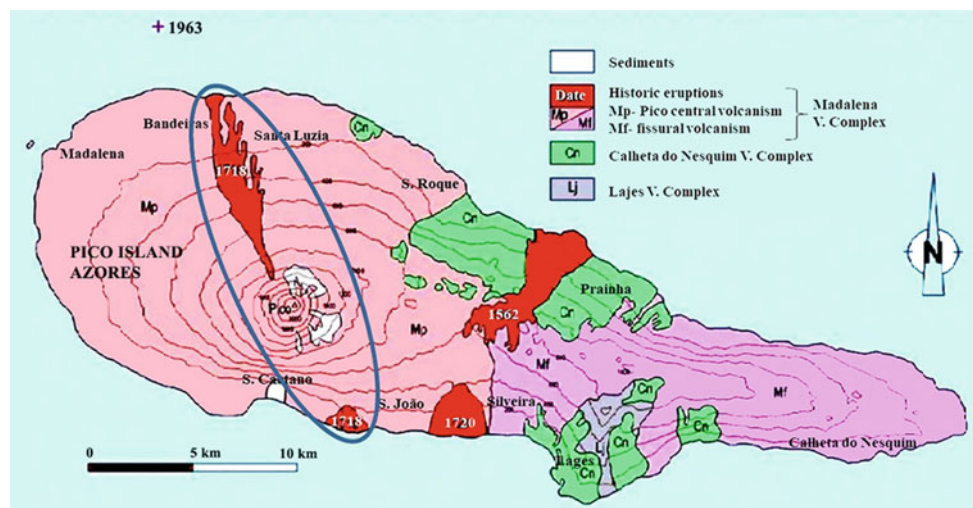 + 1963
Sediments
Date
Historic eruptions
Mp
Mp- Pico central volcanism
Mf
Mf- fissural volcanism
Madalena
V. Complex
Cn
Calheta do Nesquim V. Complex
Lj
Lajes V. Complex
Bandeiras
Santa Luzia
Cn
Madalena
1718
S. Roque
Mp
Cn
PICO ISLAND
AZORES
N
Prainha
Pico
Mp
1562
Cn
Mf
Mf
S. Caetano
S. João
Silveira
1718
1720
Cn
Cn
Cn
Calheta do Nesquim
Lj
Lages
Cn
0
5 km
10 km